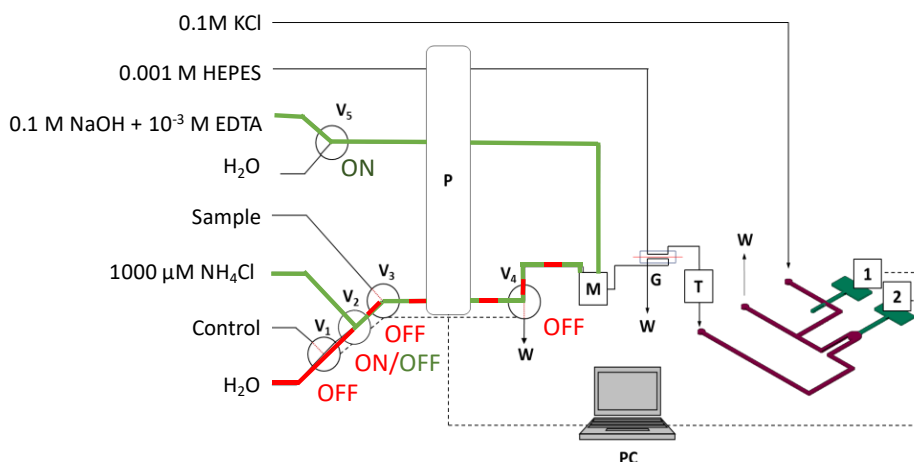 0.1M KCl
0.001 M HEPES
0.1 M NaOH + 10⁻³ M EDTA
V₅
H₂O
ON
P
Sample
1000 µM NH₄Cl
Control
H₂O
V₁
V₂
V₃
OFF
ON/OFF
OFF
V₄
OFF
W
M
G
W
T
W
1
2
PC